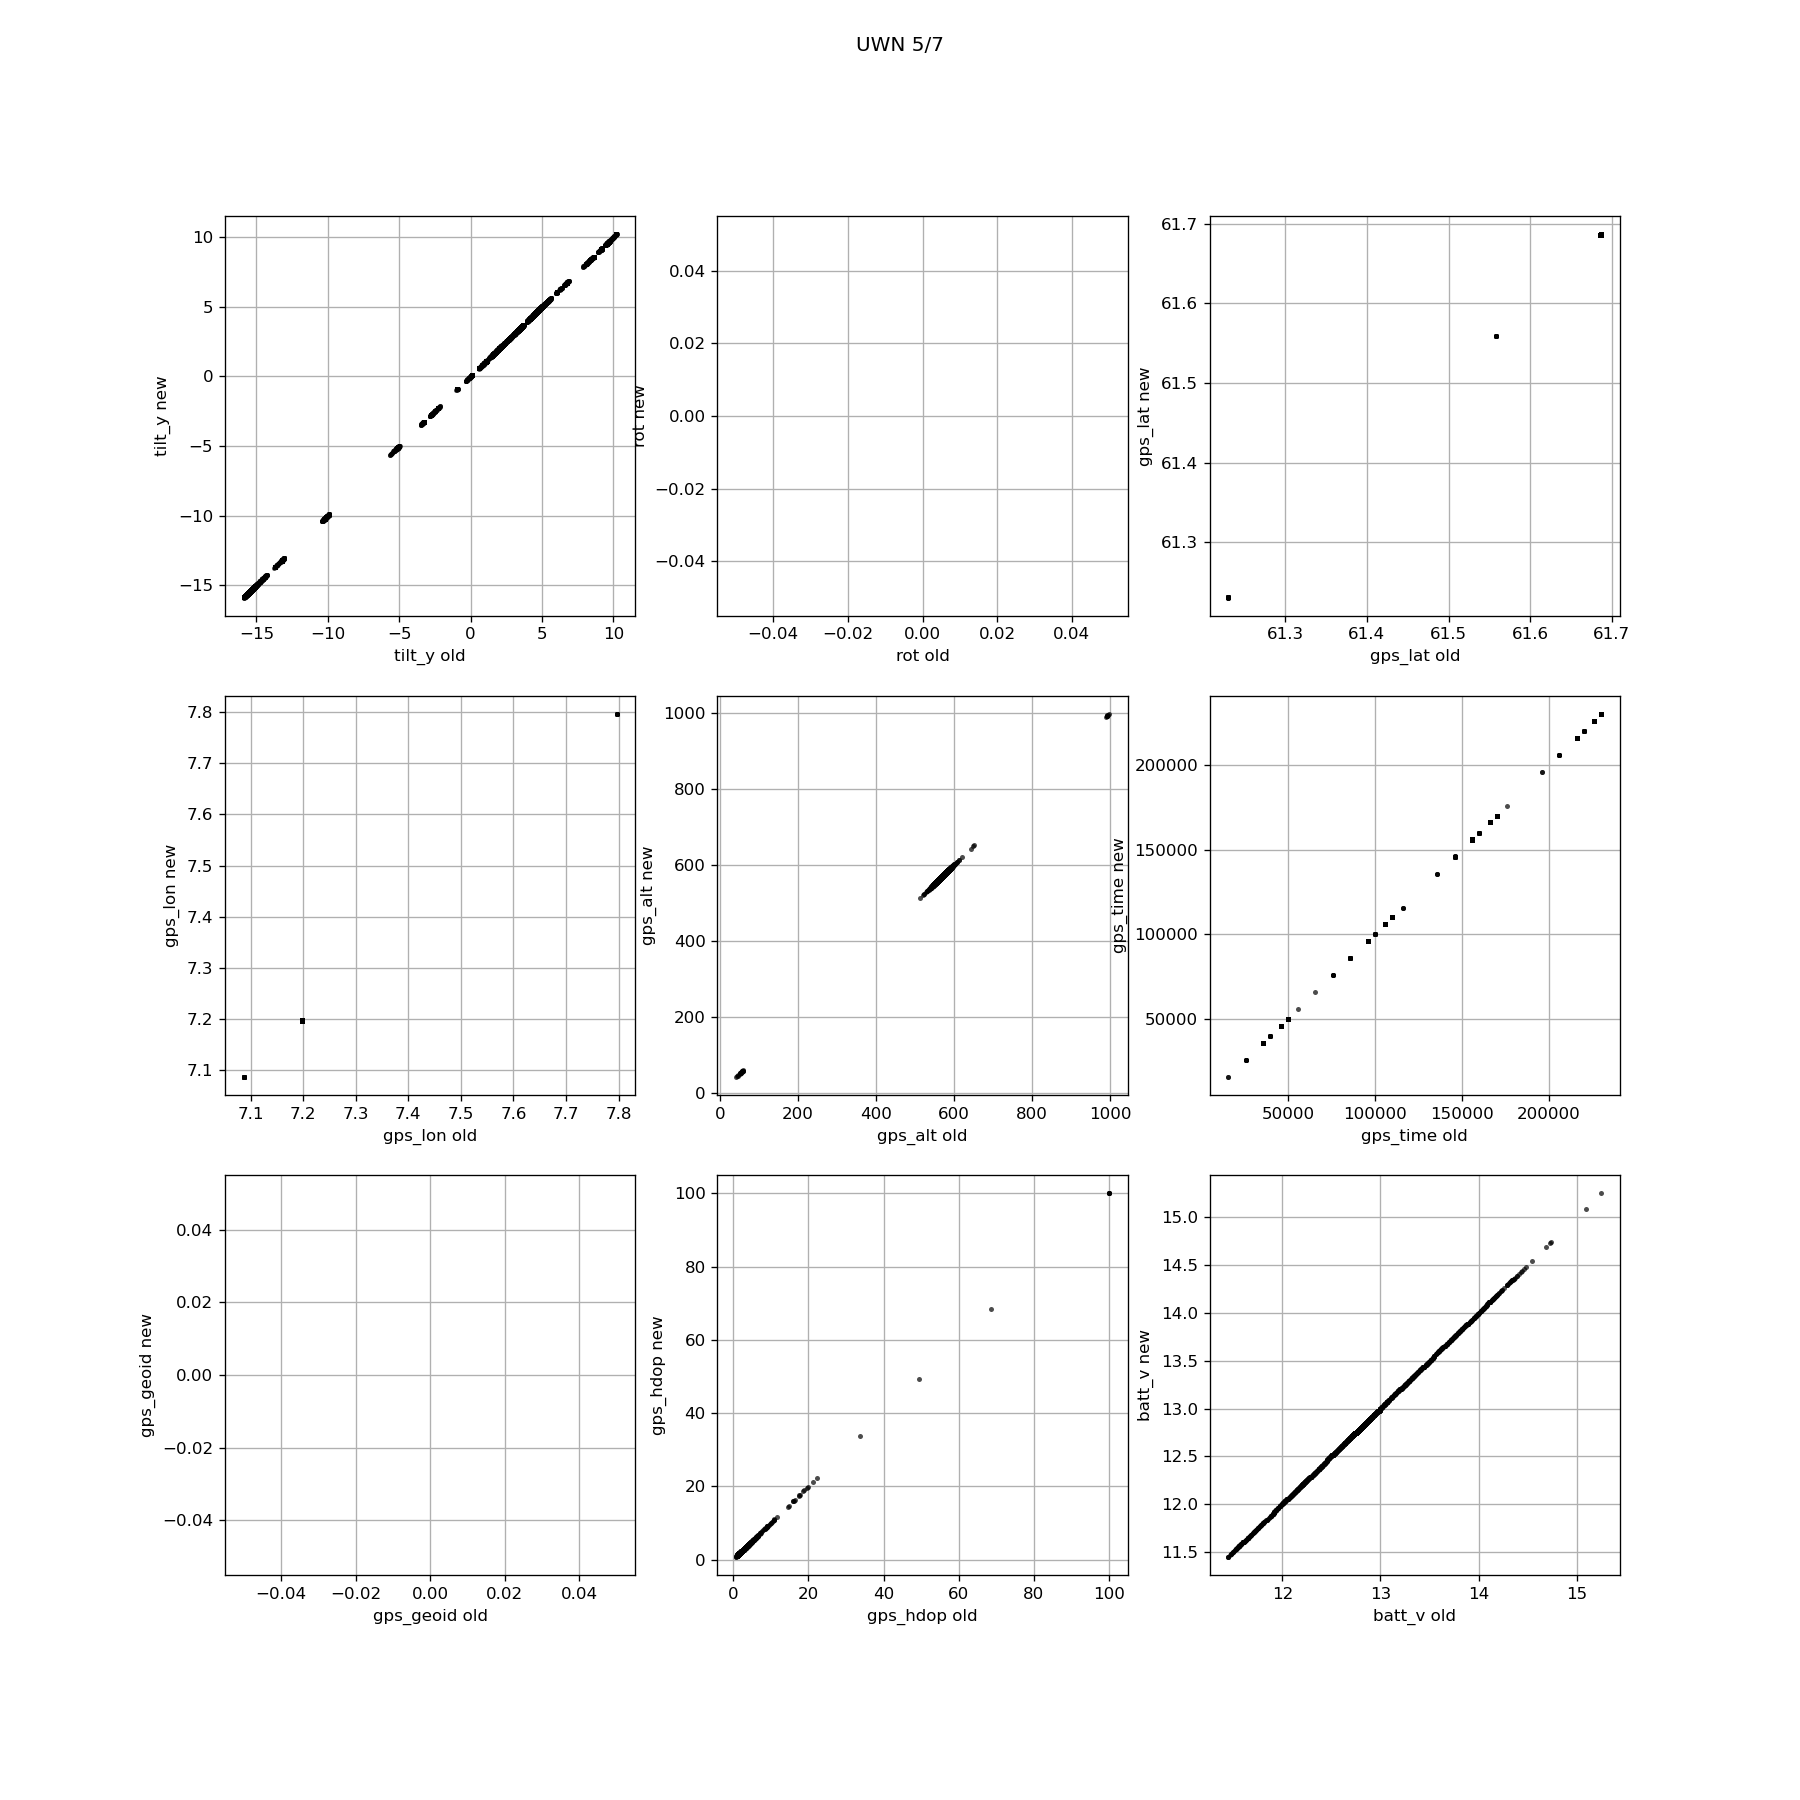 UWN 5/7
10
5
0
−5
−10
−15
tilt_y new
−15 −10 −5 0 5 10
tilt_y old
0.04
0.02
0.00
−0.02
−0.04
rot new
−0.04 −0.02 0.00 0.02 0.04
rot old
61.7
61.6
61.5
61.4
61.3
gps_lat new
61.3 61.4 61.5 61.6 61.7
gps_lat old
7.8
7.7
7.6
7.5
7.4
7.3
7.2
7.1
gps_lon new
7.1 7.2 7.3 7.4 7.5 7.6 7.7 7.8
gps_lon old
1000
800
600
400
200
0
gps_alt new
0 200 400 600 800 1000
gps_alt old
200000
150000
100000
50000
gps_time new
50000 100000 150000 200000
gps_time old
0.04
0.02
0.00
−0.02
−0.04
gps_geoid new
−0.04 −0.02 0.00 0.02 0.04
gps_geoid old
100
80
60
40
20
0
gps_hdop new
0 20 40 60 80 100
gps_hdop old
15.0
14.5
14.0
13.5
13.0
12.5
12.0
11.5
batt_v new
12 13 14 15
batt_v old